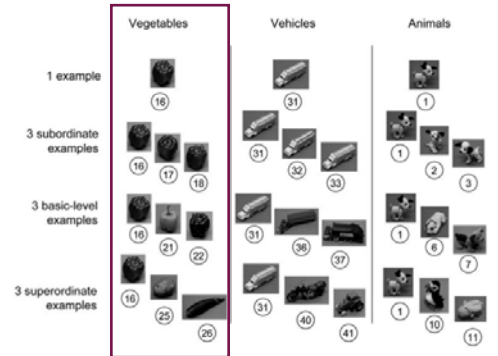 Vegetables Vehicles Animals
1 example
16 31 1
3 subordinate
examples
16 17 18 31 32 33 1 2 3
3 basic-level
examples
16 21 22 31 36 37 1 6 7
3 superordinate
examples
16 25 26 31 40 41 1 10 11